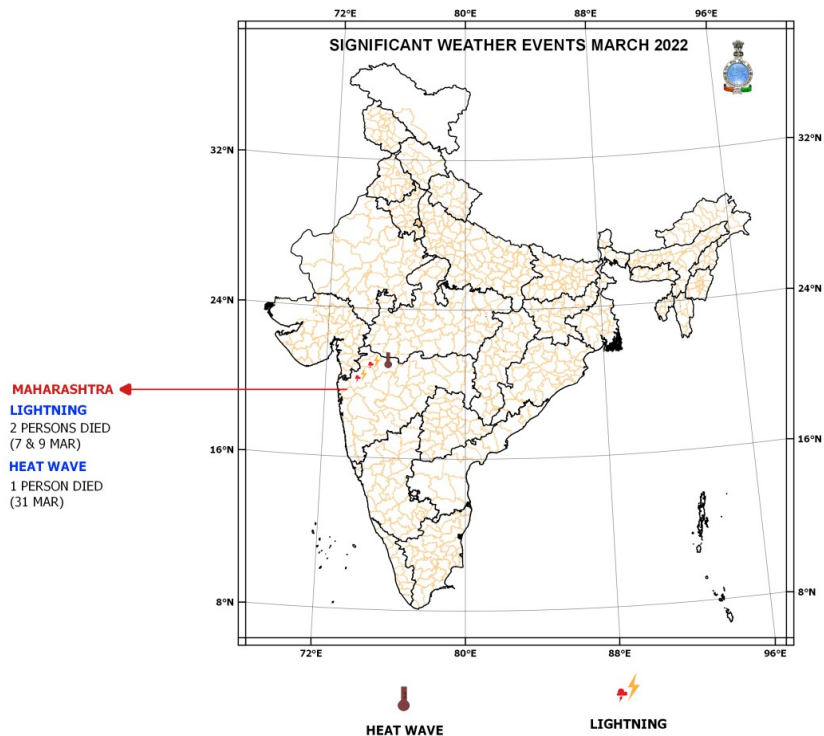 72°E 80°E 88°E 96°E
SIGNIFICANT WEATHER EVENTS MARCH 2022
32°N 32°N
24°N 24°N
MAHARASHTRA
LIGHTNING
2 PERSONS DIED
(7 & 9 MAR)
HEAT WAVE
1 PERSON DIED
(31 MAR)
16°N 16°N
8°N 8°N
72°E 80°E 88°E 96°E
HEAT WAVE LIGHTNING